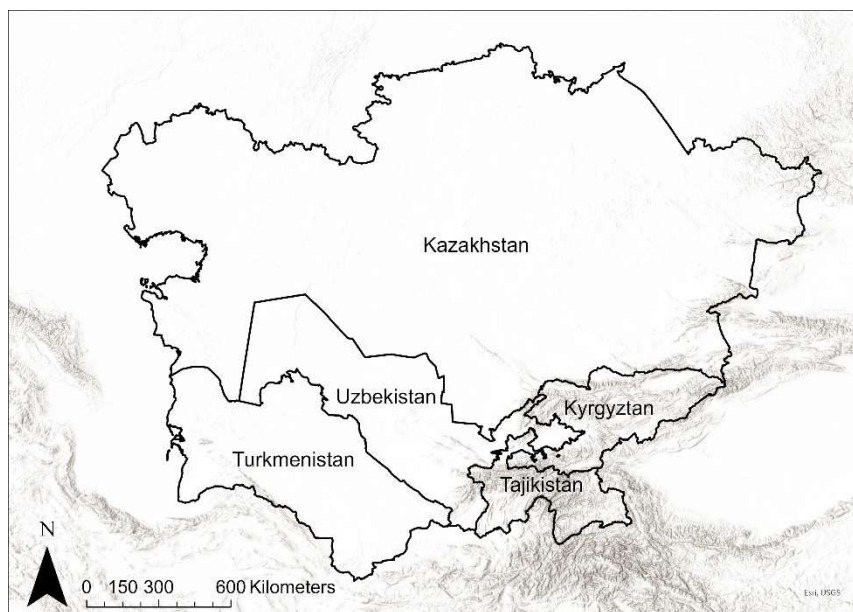 Kazakhstan
Uzbekistan
Kyrgyztan
Turkmenistan
Tajikistan
N
0 150 300 600 Kilometers
Esri, USGS